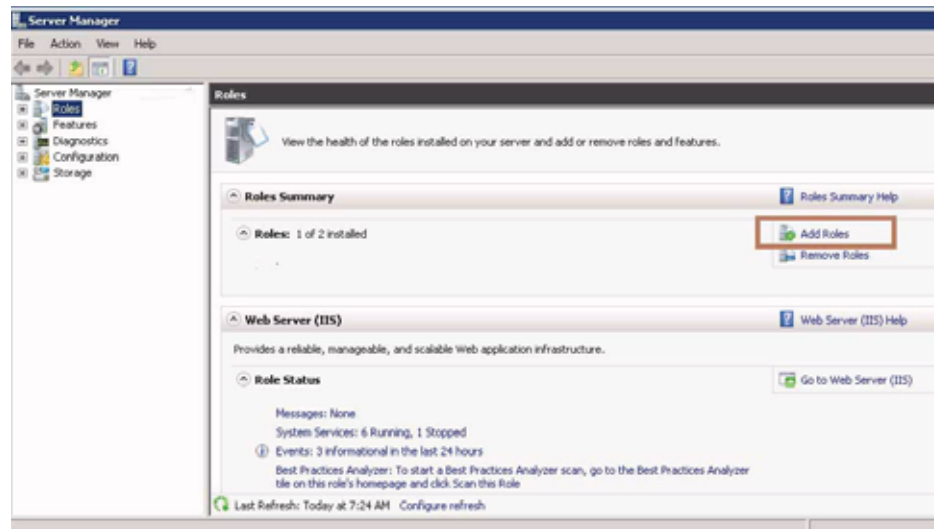 Server Manager
File Action View Help
Server Manager
Roles
Features
Diagnostics
Configuration
Storage
Roles
View the health of the roles installed on your server and add or remove roles and features.
Roles Summary
Roles Summary Help
Roles: 1 of 2 installed
Add Roles
Remove Roles
Web Server (IIS)
Web Server (IIS) Help
Provides a reliable, manageable, and scalable Web application infrastructure.
Role Status
Go to Web Server (IIS)
Messages: None
System Services: 6 Running, 1 Stopped
Events: 3 informational in the last 24 hours
Best Practices Analyzer: To start a Best Practices Analyzer scan, go to the Best Practices Analyzer
tile on this role's homepage and click Scan this Role
Last Refresh: Today at 7:24 AM Configure refresh